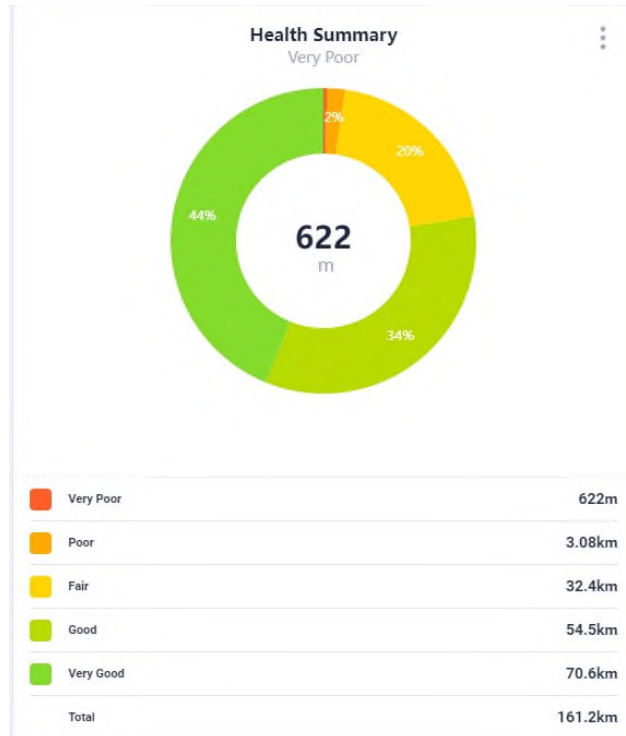 Health Summary
Very Poor
2%
20%
44%
622
m
34%
Very Poor 622m
Poor 3.08km
Fair 32.4km
Good 54.5km
Very Good 70.6km
Total 161.2km